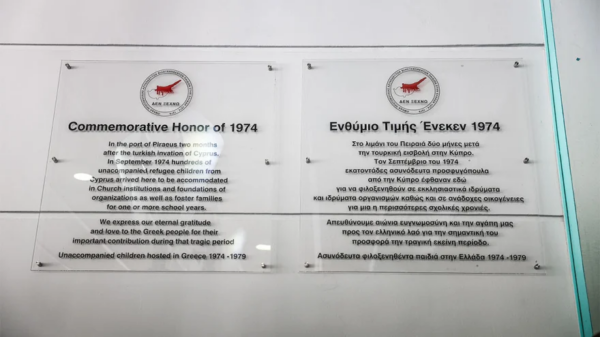 ΔΕΝ ΞΕΧΝΩ
Commemorative Honor of 1974
In the port of Piraeus two months
after the turkish invation of Cyprus,
In September 1974 hundreds of
unaccompanied refugee children from
Cyprus arrived here to be accommodated
in Church institutions and foundations of
organizations as well as foster families
for one or more school years.
We express our eternal gratitude
and love to the Greek people for their
important contribution during that tragic period
Unaccompanied children hosted in Greece 1974 -1979
ΔΕΝ ΞΕΧΝΩ
Ενθύμιο Τιμής Ένεκεν 1974
Στο λιμάνι του Πειραιά δύο μήνες μετά
την τουρκική εισβολή στην Κύπρο.
Τον Σεπτέμβριο του 1974
εκατοντάδες ασυνόδευτα προσφυγόπουλα
από την Κύπρο έφθαναν εδώ
για να φιλοξενηθούν σε εκκλησιαστικά ιδρύματα
και ιδρύματα οργανισμών καθώς και σε ανάδοχες οικογένειες
για μια η περισσότερες σχολικές χρονιές.
Απευθύνουμε αιώνια ευγνωμοσύνη και την αγάπη μας
προς τον ελληνικό λαό για την σημαντική του
προσφορά την τραγική εκείνη περίοδο.
Ασυνόδευτα φιλοξενηθέντα παιδιά στην Ελλάδα 1974 -1979